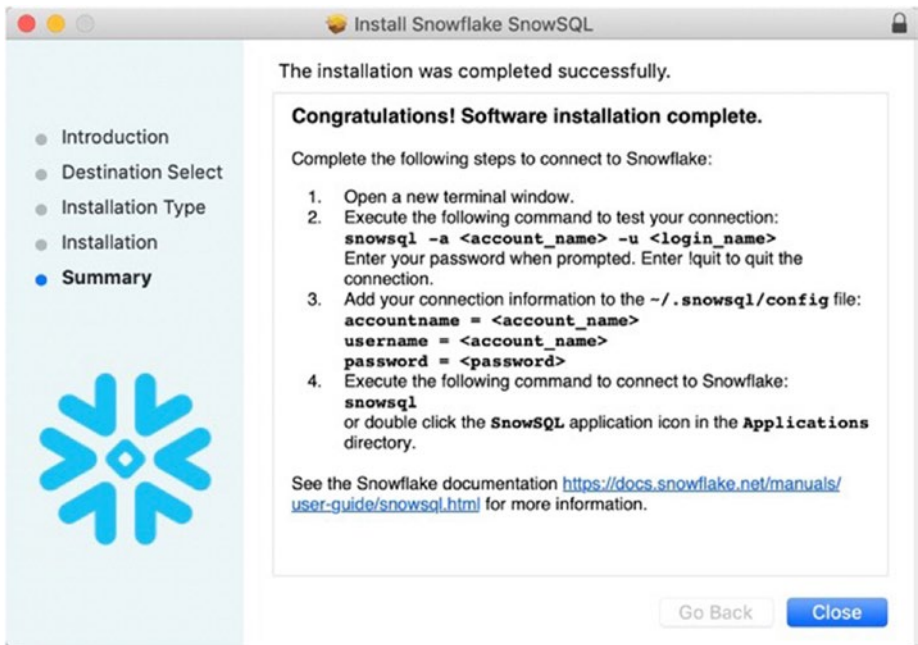 Install Snowflake SnowSQL
The installation was completed successfully.
Introduction
Destination Select
Installation Type
Installation
Summary
Congratulations! Software installation complete.
Complete the following steps to connect to Snowflake:
1. Open a new terminal window.
2. Execute the following command to test your connection:
snowsql -a <account_name> -u <login_name>
Enter your password when prompted. Enter !quit to quit the
connection.
3. Add your connection information to the ~/.snowsql/config file:
accountname = <account_name>
username = <account_name>
password = <password>
4. Execute the following command to connect to Snowflake:
snowsql
or double click the SnowSQL application icon in the Applications
directory.
See the Snowflake documentation https://docs.snowflake.net/manuals/
user-guide/snowsql.html for more information.
Go Back
Close